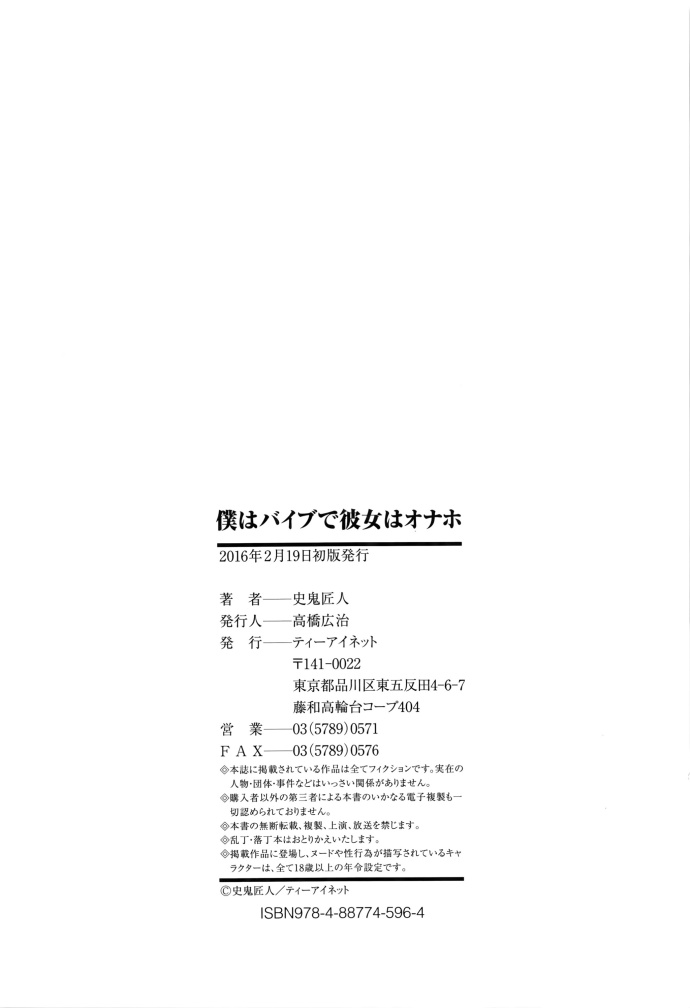 僕はバイブで彼女はオナホ
2016年2月19日初版発行
著　者──史鬼匠人
発行人──高橋広治
発　行──ティーアイネット
〒141-0022
東京都品川区東五反田4-6-7
藤和高輪台コープ404
営　業──03(5789)0571
ＦＡＸ──03(5789)0576
◎本誌に掲載されている作品は全てフィクションです。実在の
人物・団体・事件などはいっさい関係がありません。
◎購入者以外の第三者による本書のいかなる電子複製も一
切認められておりません。
◎本書の無断転載、複製、上演、放送を禁じます。
◎乱丁・落丁本はおとりかえいたします。
◎掲載作品に登場し、ヌードや性行為が描写されているキャ
ラクターは、全て18歳以上の年令設定です。
©史鬼匠人／ティーアイネット
ISBN978-4-88774-596-4